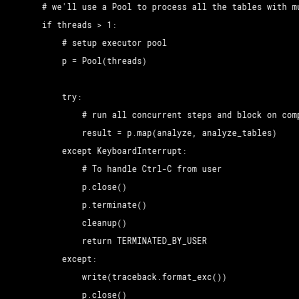 # we'll use a Pool to process all the tables with
if threads > 1:
# setup executor pool
p = Pool(threads)
try:
# run all concurrent steps and block on
result = p.map(analyze, analyze_tables)
except KeyboardInterrupt:
# To handle Ctrl-C from user
p.close()
p.terminate()
cleanup()
return TERMINATED_BY_USER
except:
write(traceback.format_exc())
p.close()